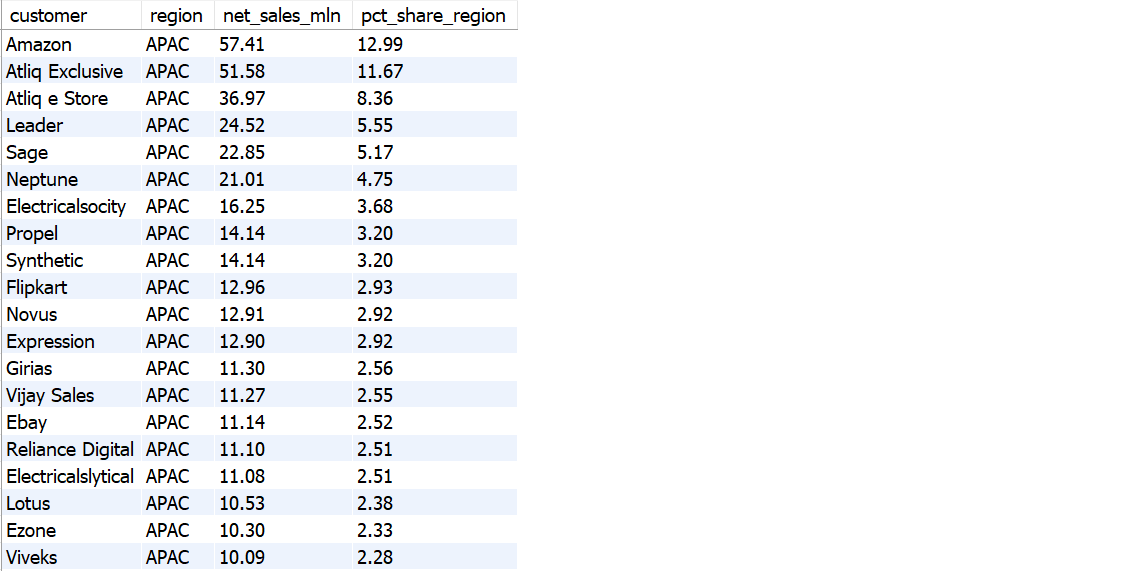 customer region net_sales_mln pct_share_region
Amazon APAC 57.41 12.99
Atliq Exclusive APAC 51.58 11.67
Atliq e Store APAC 36.97 8.36
Leader APAC 24.52 5.55
Sage APAC 22.85 5.17
Neptune APAC 21.01 4.75
Electricalsocity APAC 16.25 3.68
Propel APAC 14.14 3.20
Synthetic APAC 14.14 3.20
Flipkart APAC 12.96 2.93
Novus APAC 12.91 2.92
Expression APAC 12.90 2.92
Girias APAC 11.30 2.56
Vijay Sales APAC 11.27 2.55
Ebay APAC 11.14 2.52
Reliance Digital APAC 11.10 2.51
Electricalslytical APAC 11.08 2.51
Lotus APAC 10.53 2.38
Ezone APAC 10.30 2.33
Viveks APAC 10.09 2.28